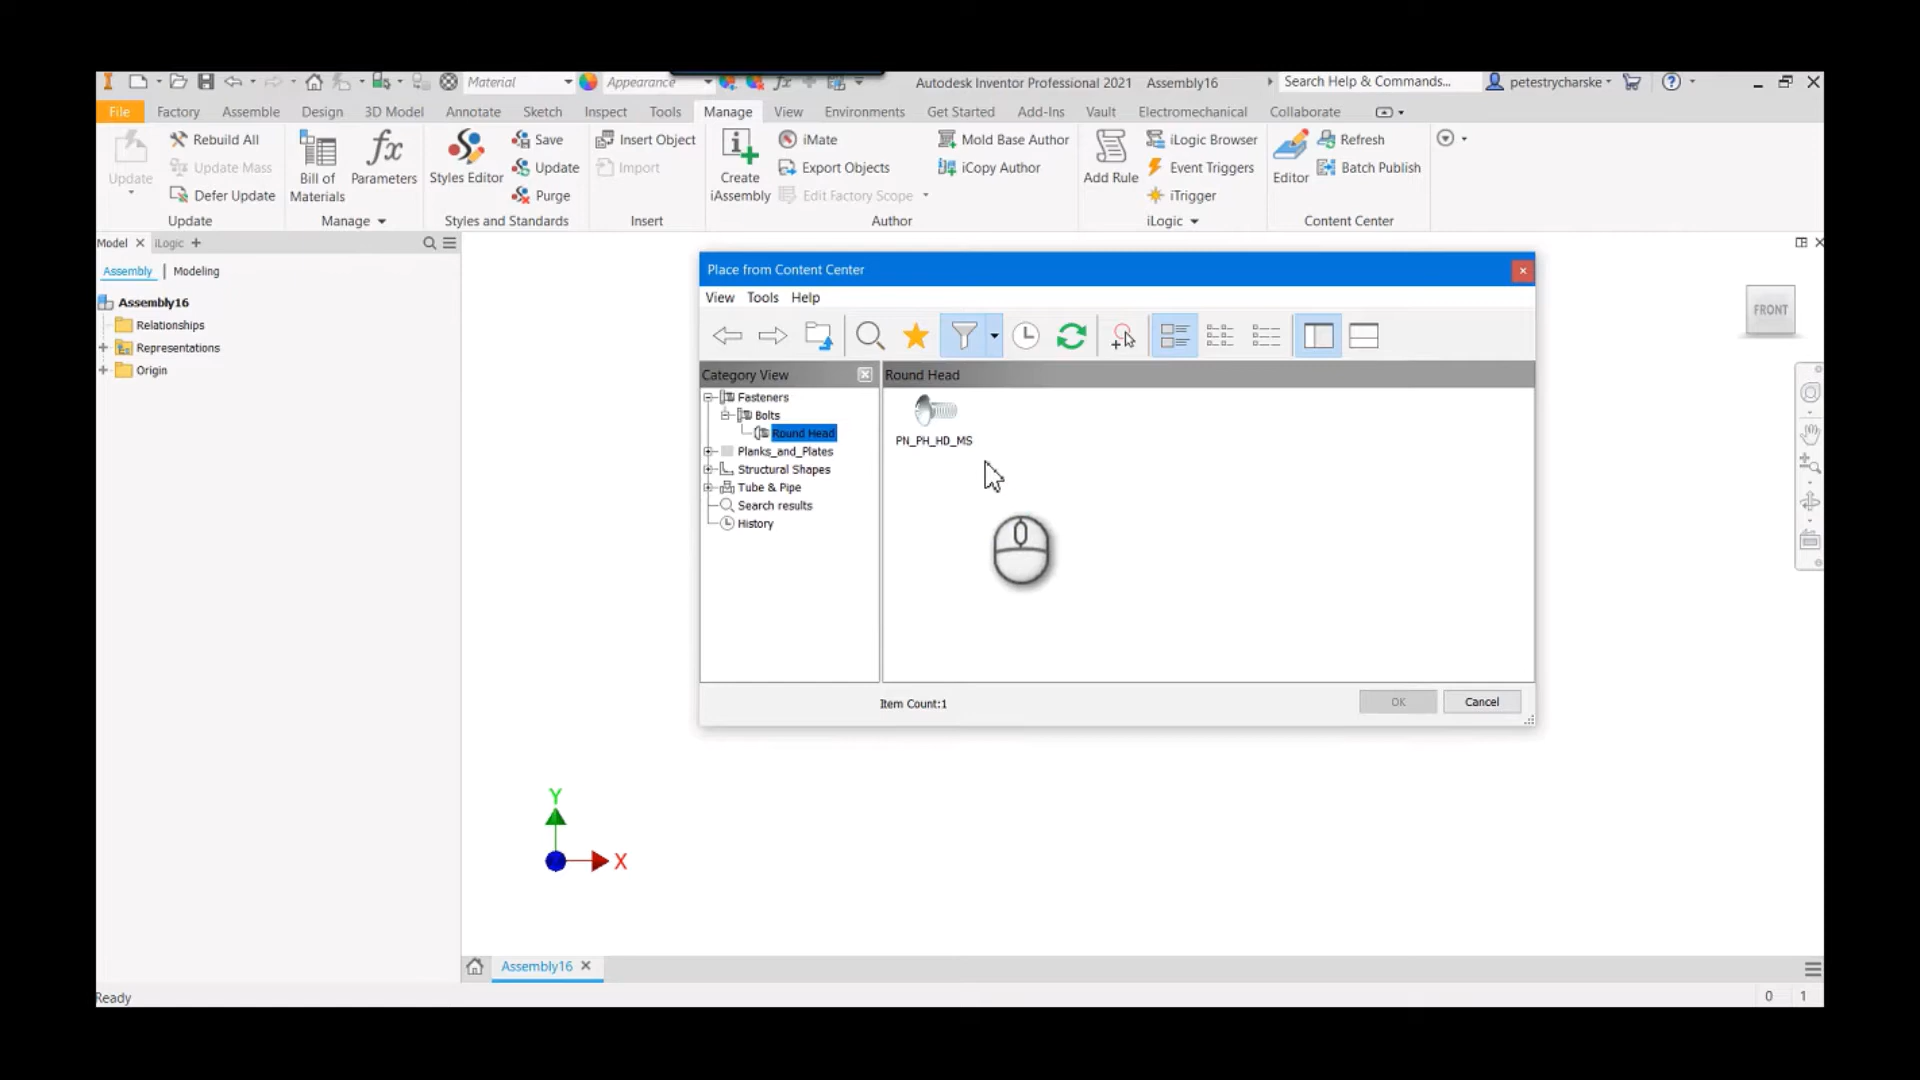 Material
Appearance
Autodesk Inventor Professional 2021 Assembly16
Search Help & Commands...
petestrycharske
File Factory Assemble Design 3D Model Annotate Sketch Inspect Tools Manage View Environments Get Started Add-Ins Vault Electromechanical Collaborate
Update
Rebuild All
Update Mass
Defer Update
Update
Bill of
Materials
fx
Parameters
Manage
Styles Editor
Save
Update
Purge
Styles and Standards
Insert Object
Import
Insert
Create
iAssembly
iMate
Export Objects
Edit Factory Scope
Mold Base Author
iCopy Author
Author
Add Rule
iLogic Browser
Event Triggers
iTrigger
iLogic
Editor
Refresh
Batch Publish
Content Center
Model iLogic +
Assembly | Modeling
Assembly16
Relationships
Representations
Origin
Place from Content Center
View Tools Help
Category View
Fasteners
Bolts
Round Head
Planks_and_Plates
Structural Shapes
Tube & Pipe
Search results
History
Round Head
PN_PH_HD_MS
Item Count:1
OK Cancel
FRONT
Y
X
Assembly16
Ready
0 1